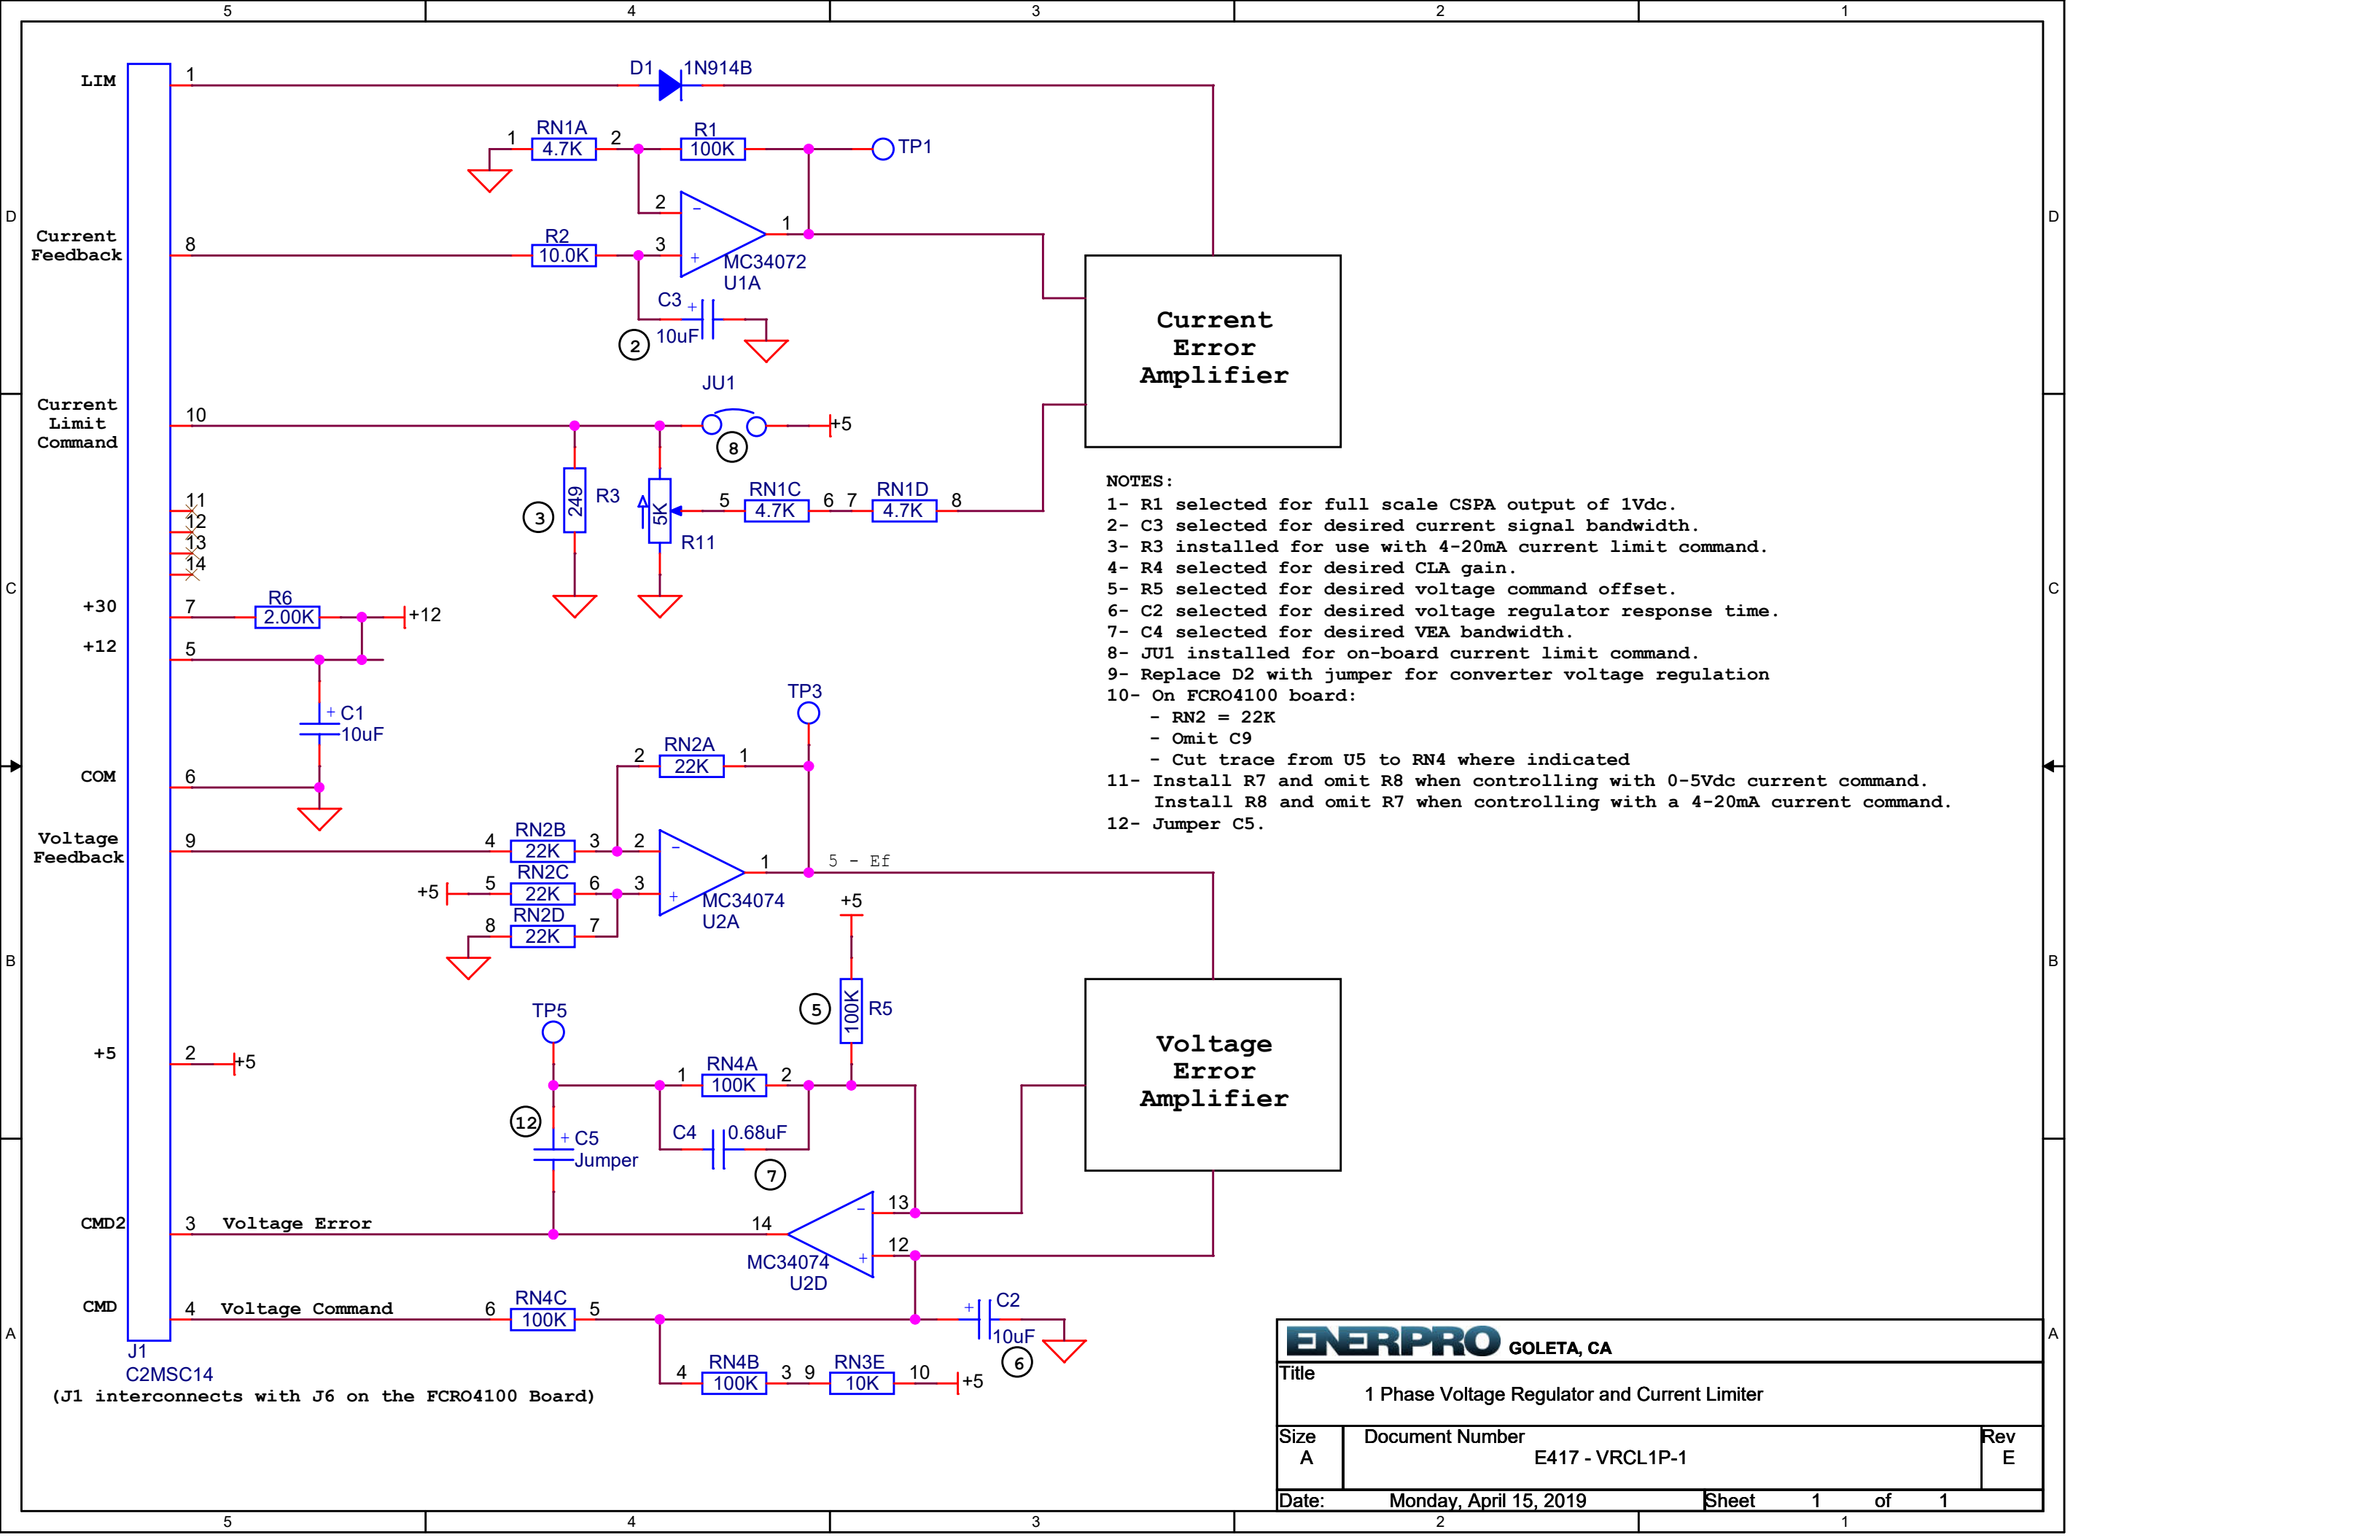 5 4 3 2 1
LIM
1
D1
1N914B
1
RN1A
4.7K
2
R1
100K
TP1
D
D
2
-
1
Current
Feedback
8
R2
10.0K
3
+
MC34072
U1A
C3
+
10uF
2
Current
Error
Amplifier
JU1
Current
Limit
Command
10
+5
8
249
R3
3
5K
R11
5
RN1C
4.7K
6
7
RN1D
4.7K
8
11
12
13
14
C
C
NOTES:
1- R1 selected for full scale CSPA output of 1Vdc.
2- C3 selected for desired current signal bandwidth.
3- R3 installed for use with 4-20mA current limit command.
4- R4 selected for desired CLA gain.
5- R5 selected for desired voltage command offset.
6- C2 selected for desired voltage regulator response time.
7- C4 selected for desired VEA bandwidth.
8- JU1 installed for on-board current limit command.
9- Replace D2 with jumper for converter voltage regulation
10- On FCRO4100 board:
- RN2 = 22K
- Omit C9
- Cut trace from U5 to RN4 where indicated
11- Install R7 and omit R8 when controlling with 0-5Vdc current command.
Install R8 and omit R7 when controlling with a 4-20mA current command.
12- Jumper C5.
+30
7
R6
2.00K
+12
+12
5
+ C1
10uF
COM
6
TP3
2
RN2A
22K
1
Voltage
Feedback
9
4
RN2B
22K
3
2
-
1
5 - Ef
+5
5
RN2C
22K
6
3
+
MC34074
U2A
8
RN2D
22K
7
B
B
+5
5
100K
R5
Voltage
Error
Amplifier
TP5
+5
2
+5
1
RN4A
100K
2
12
+ C5
Jumper
C4
0.68uF
7
CMD2
3
Voltage Error
14
-
13
+
12
MC34074
U2D
CMD
4
Voltage Command
6
RN4C
100K
5
+
C2
10uF
6
4
RN4B
100K
3
9
RN3E
10K
10
+5
A
A
J1
C2MSC14
(J1 interconnects with J6 on the FCRO4100 Board)
ENERPRO GOLETA, CA
Title
1 Phase Voltage Regulator and Current Limiter
Size
A
Document Number
E417 - VRCL1P-1
Rev
E
Date: Monday, April 15, 2019 Sheet 1 of 1
5 4 3 2 1